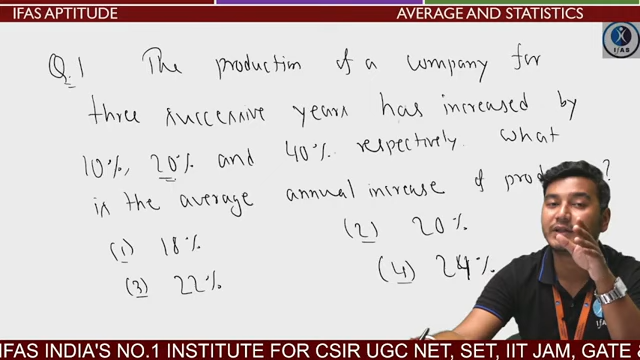 IFAS APTITUDE
AVERAGE AND STATISTICS
IFAS
Q.1 The production of a company for
three successive years has increased by
10%, 20% and 40% respectively. What
is the average annual increase of prod ?
(1) 18%
(2) 20%
(3) 22%
(4) 24%
IFAS INDIA'S NO.1 INSTITUTE FOR CSIR UGC NET, SET, IIT JAM, GATE &